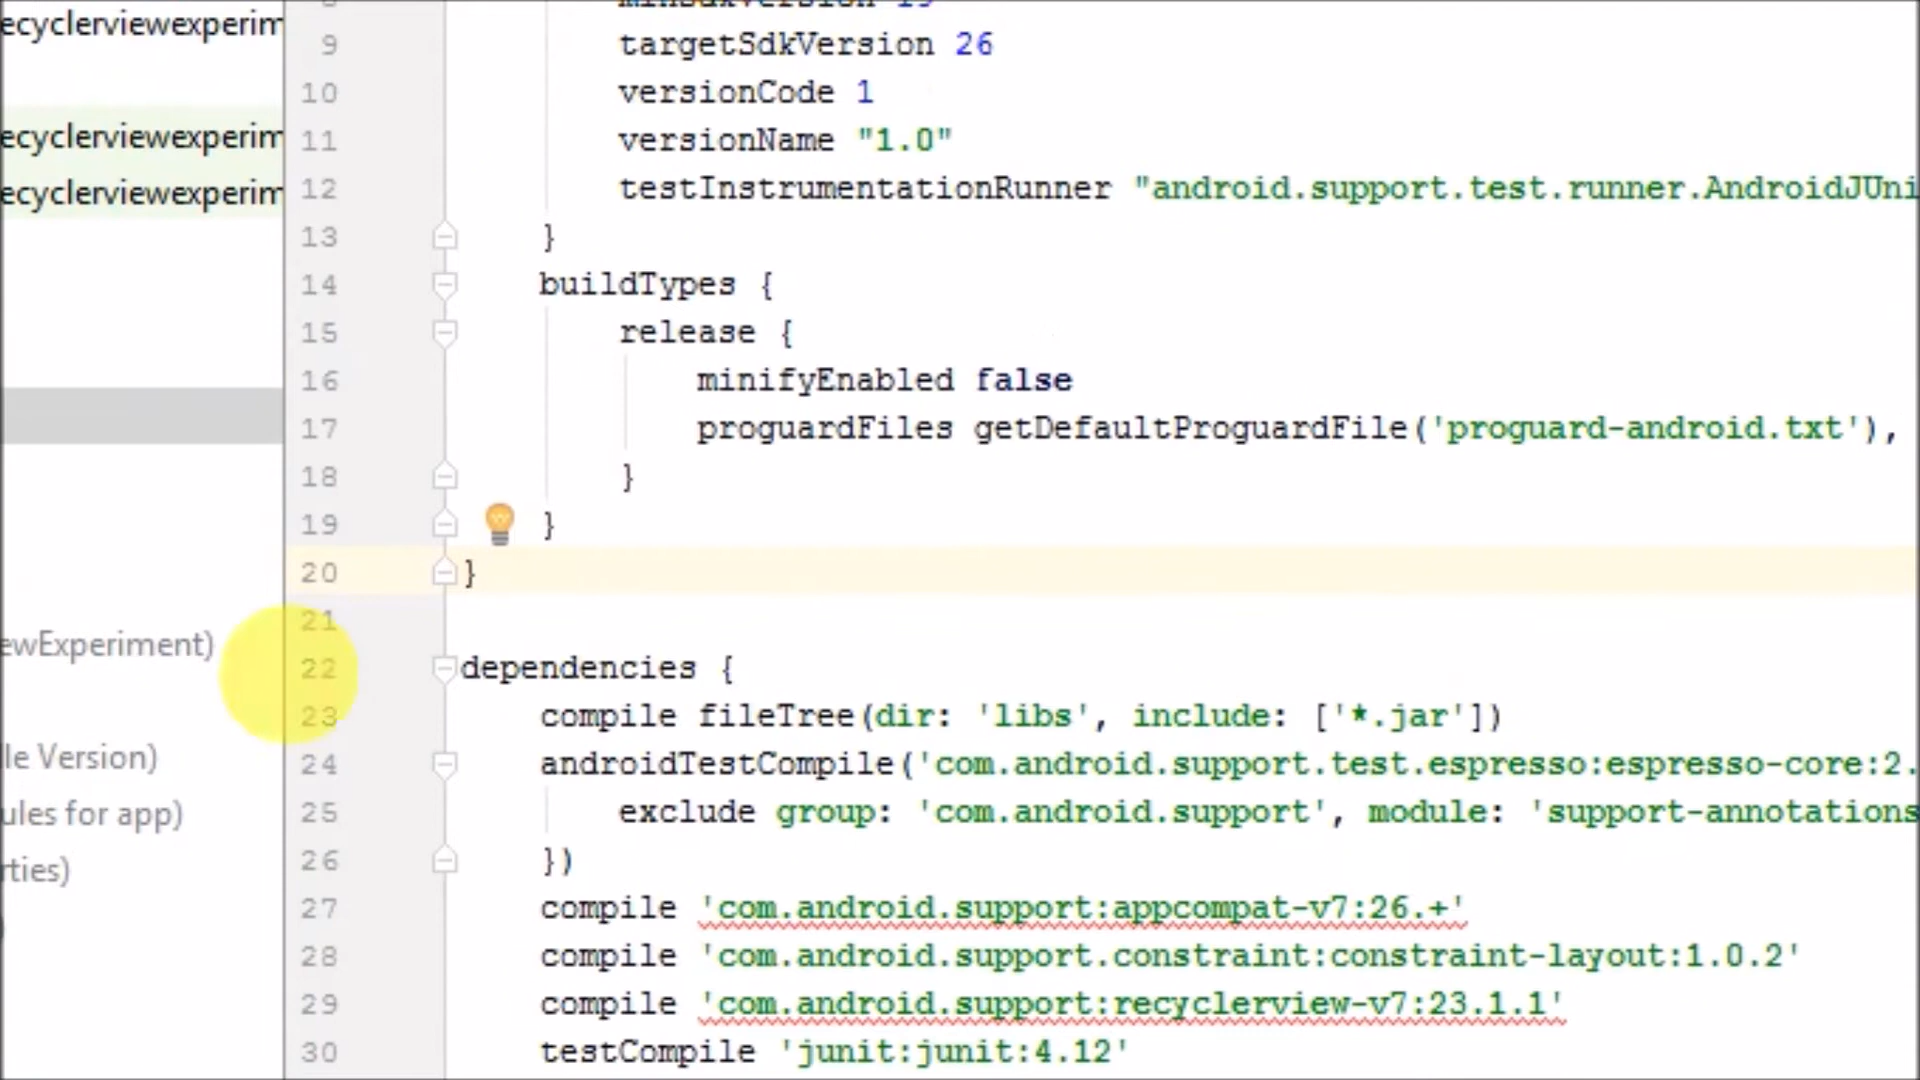 ecyclerviewexperim
ecyclerviewexperim
ecyclerviewexperim
ewExperiment)
le Version)
ules for app)
rties)
)
minSdkVersion 19
9 targetSdkVersion 26
10 versionCode 1
11 versionName "1.0"
12 testInstrumentationRunner "android.support.test.runner.AndroidJUni
13 }
14 buildTypes {
15 release {
16 minifyEnabled false
17 proguardFiles getDefaultProguardFile('proguard-android.txt'),
18 }
19 }
20 }
21
22 dependencies {
23 compile fileTree(dir: 'libs', include: ['*.jar'])
24 androidTestCompile('com.android.support.test.espresso:espresso-core:2.
25 exclude group: 'com.android.support', module: 'support-annotations
26 })
27 compile 'com.android.support:appcompat-v7:26.+'
28 compile 'com.android.support.constraint:constraint-layout:1.0.2'
29 compile 'com.android.support:recyclerview-v7:23.1.1'
30 testCompile 'junit:junit:4.12'